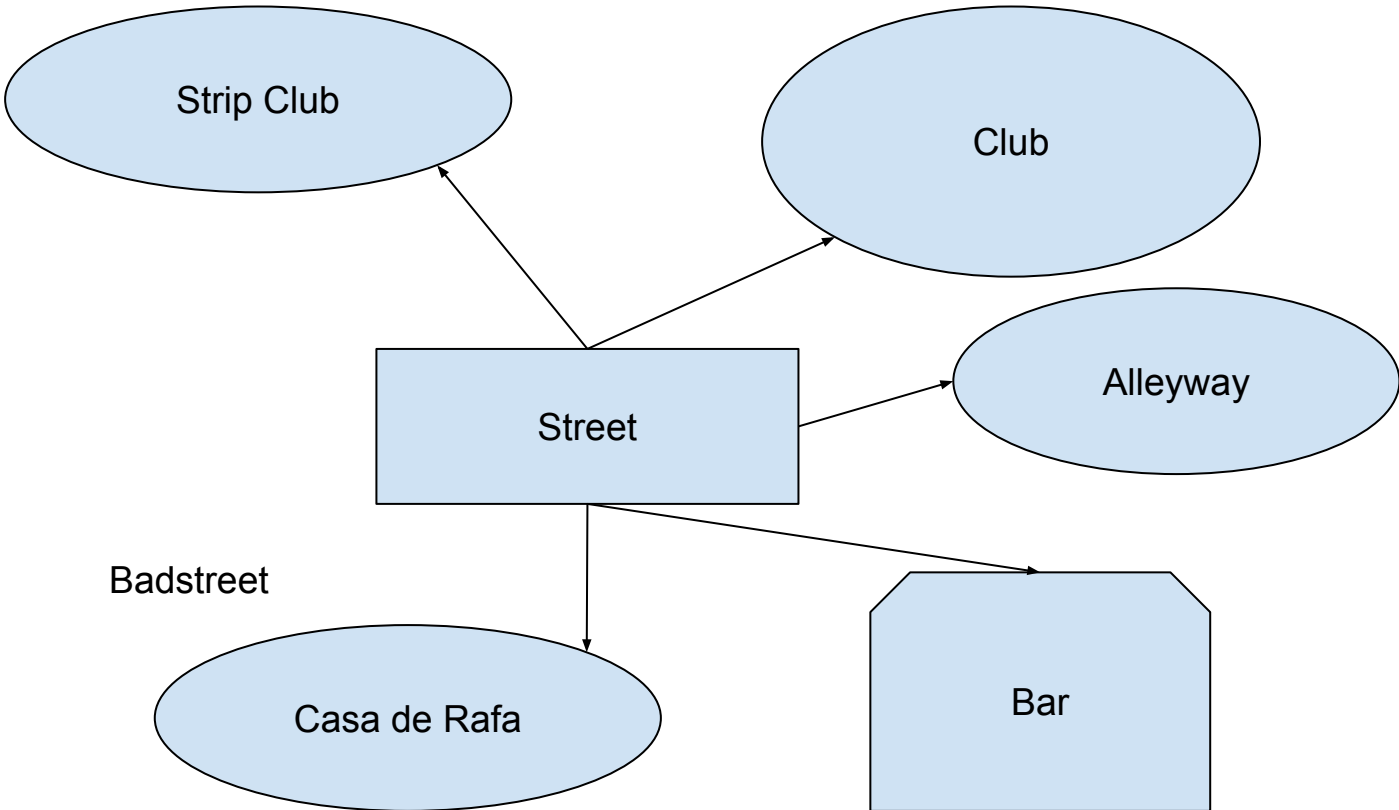 Strip Club
Club
Alleyway
Street
Badstreet
Casa de Rafa
Bar